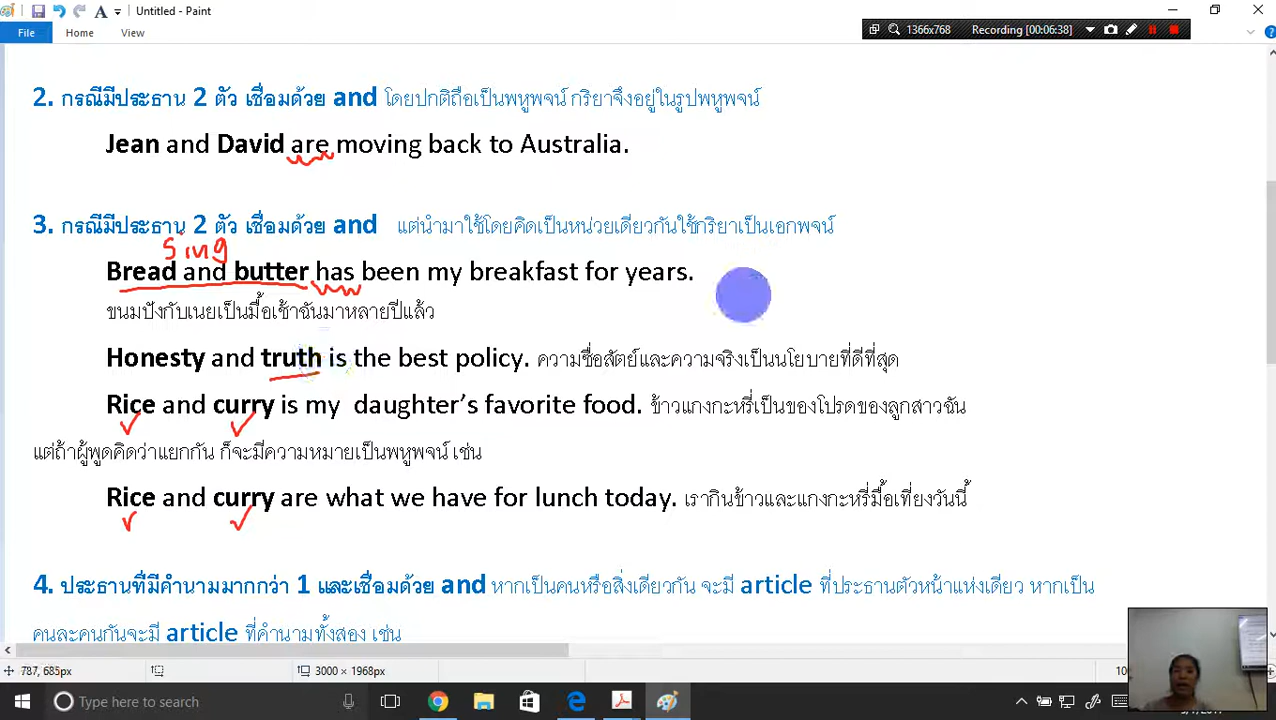 Untitled - Paint
File Home View
1366x768 Recording [00:06:38]
2. กรณีมีประธาน 2 ตัว เชื่อมด้วย and โดยปกติถือเป็นพหูพจน์ กริยาจึงอยู่ในรูปพหูพจน์
Jean and David are moving back to Australia.
3. กรณีมีประธาน 2 ตัว เชื่อมด้วย and แต่นำมาใช้โดยคิดเป็นหน่วยเดียวกันใช้กริยาเป็นเอกพจน์
sing
Bread and butter has been my breakfast for years.
ขนมปังกับเนยเป็นมื้อเช้าฉันมาหลายปีแล้ว
Honesty and truth is the best policy. ความซื่อสัตย์และความจริงเป็นนโยบายที่ดีที่สุด
Rice and curry is my daughter's favorite food. ข้าวแกงกะหรี่เป็นของโปรดของลูกสาวฉัน
แต่ถ้าผู้พูดคิดว่าแยกกัน ก็จะมีความหมายเป็นพหูพจน์ เช่น
Rice and curry are what we have for lunch today. เรากินข้าวและแกงกะหรี่มื้อเที่ยงวันนี้
4. ประธานที่มีคำนามมากกว่า 1 และเชื่อมด้วย and หากเป็นคนหรือสิ่งเดียวกัน จะมี article ที่ประธานตัวหน้าแห่งเดียว หากเป็น
คนละคนกันจะมี article ที่คำนามทั้งสอง เช่น
787, 685px 3000 × 1968px
Type here to search